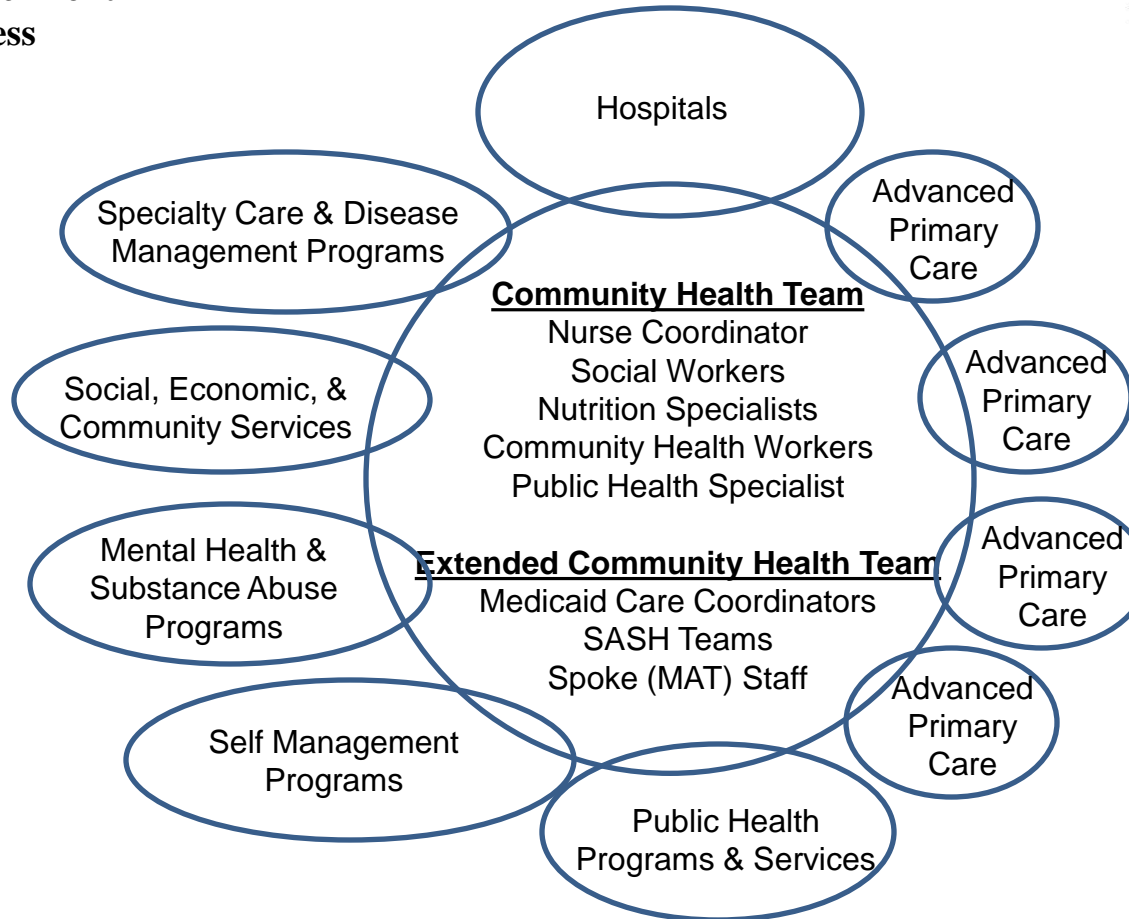 ess
Hospitals
Specialty Care & Disease
Management Programs
Advanced
Primary
Care
Community Health Team
Nurse Coordinator
Social Workers
Nutrition Specialists
Community Health Workers
Public Health Specialist
Social, Economic, &
Community Services
Advanced
Primary
Care
Mental Health &
Substance Abuse
Programs
Extended Community Health Team
Medicaid Care Coordinators
SASH Teams
Spoke (MAT) Staff
Advanced
Primary
Care
Advanced
Primary
Care
Self Management
Programs
Public Health
Programs & Services